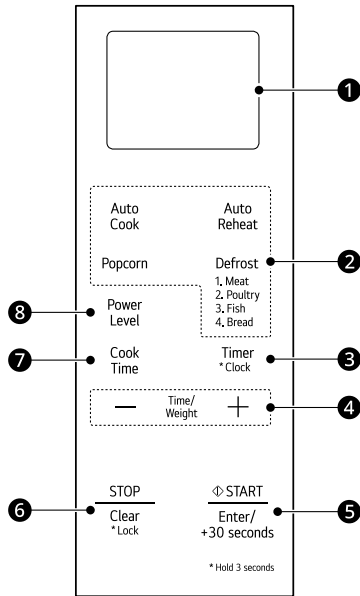 1
Auto
Cook
Auto
Reheat
Popcorn
Defrost
1. Meat
2. Poultry
3. Fish
4. Bread
2
8
Power
Level
7
Cook
Time
Timer
*Clock
3
Time/
Weight
4
STOP
START
6
Clear
*Lock
Enter/
+30 seconds
5
* Hold 3 seconds